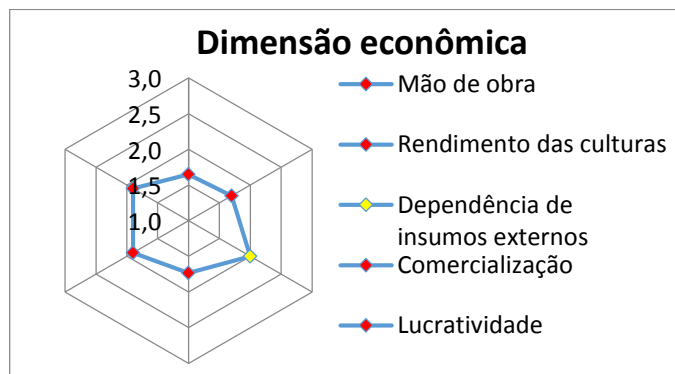 Dimensão econômica
3,0
2,5
2,0
1,5
1,0
Mão de obra
Rendimento das culturas
Dependência de
insumos externos
Comercialização
Lucratividade